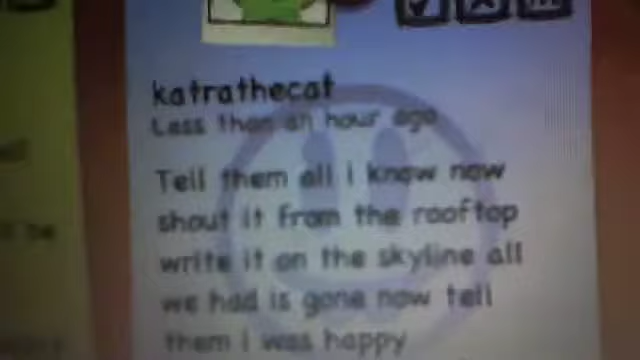 katrathecat
Less than an hour ago
Tell them all I know now
shout it from the rooftop
write it on the skyline all
we had is gone now tell
them I was happy